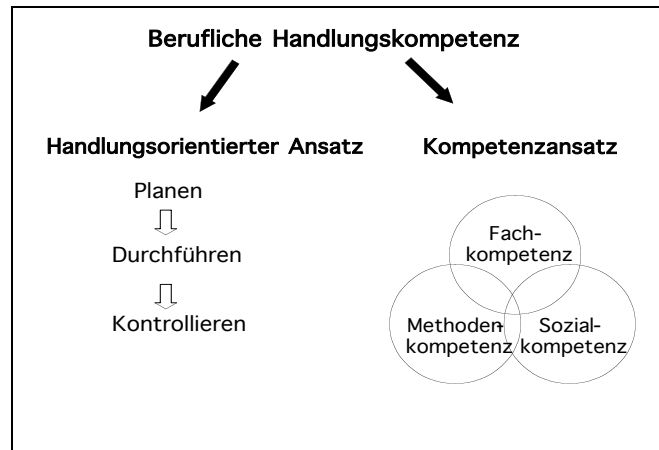 Berufliche Handlungskompetenz
Handlungsorientierter Ansatz
Planen
Durchführen
Kontrollieren
Kompetenzansatz
Fach-
kompetenz
Methoden-
kompetenz
Sozial-
kompetenz